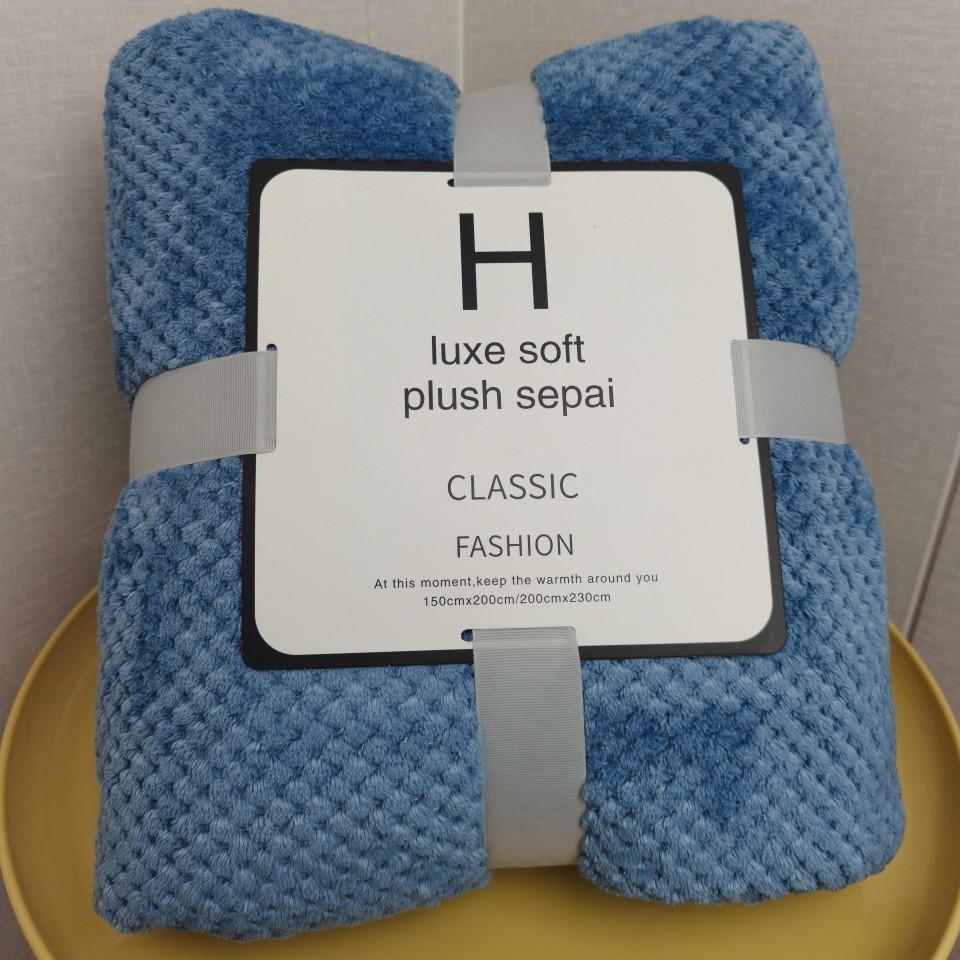 H
luxe soft
plush sepai
CLASSIC
FASHION
At this moment,keep the warmth around you
150cmx200cm/200cmx230cm